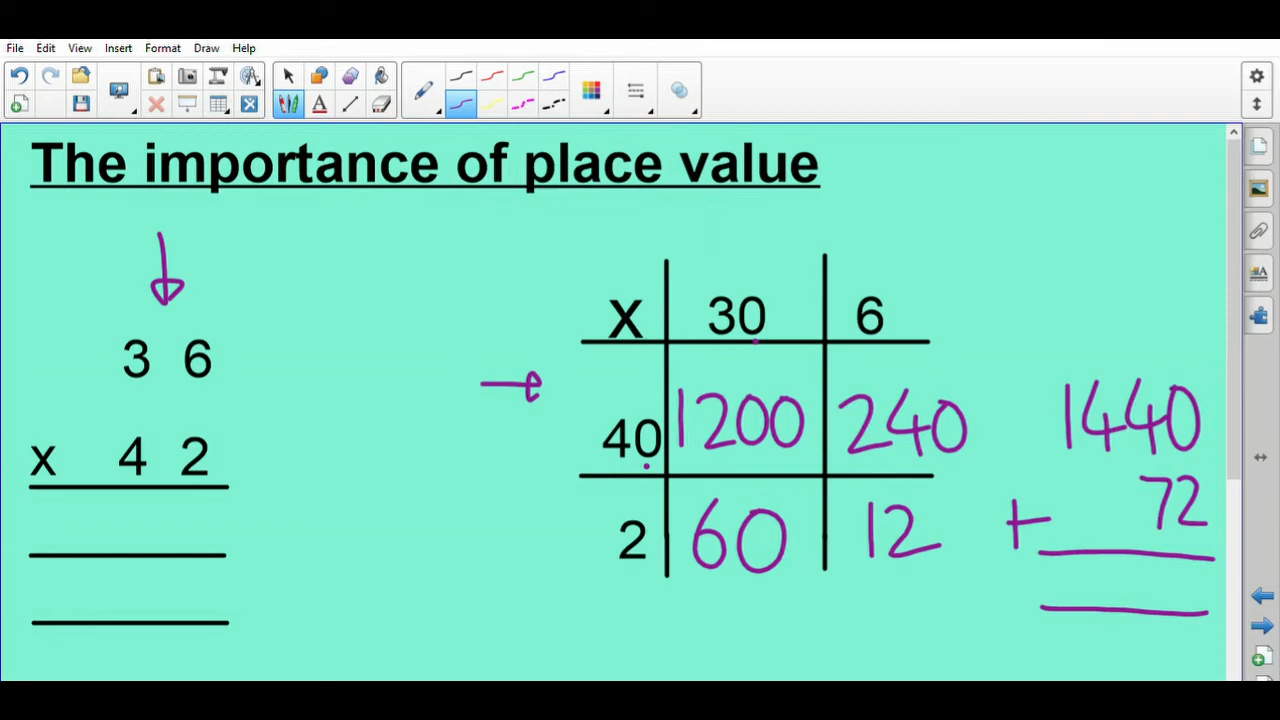 File Edit View Insert Format Draw Help
The importance of place value
3 6
x 4 2
X 30 6
40 1200 240
2 60 12
1440
+ 72